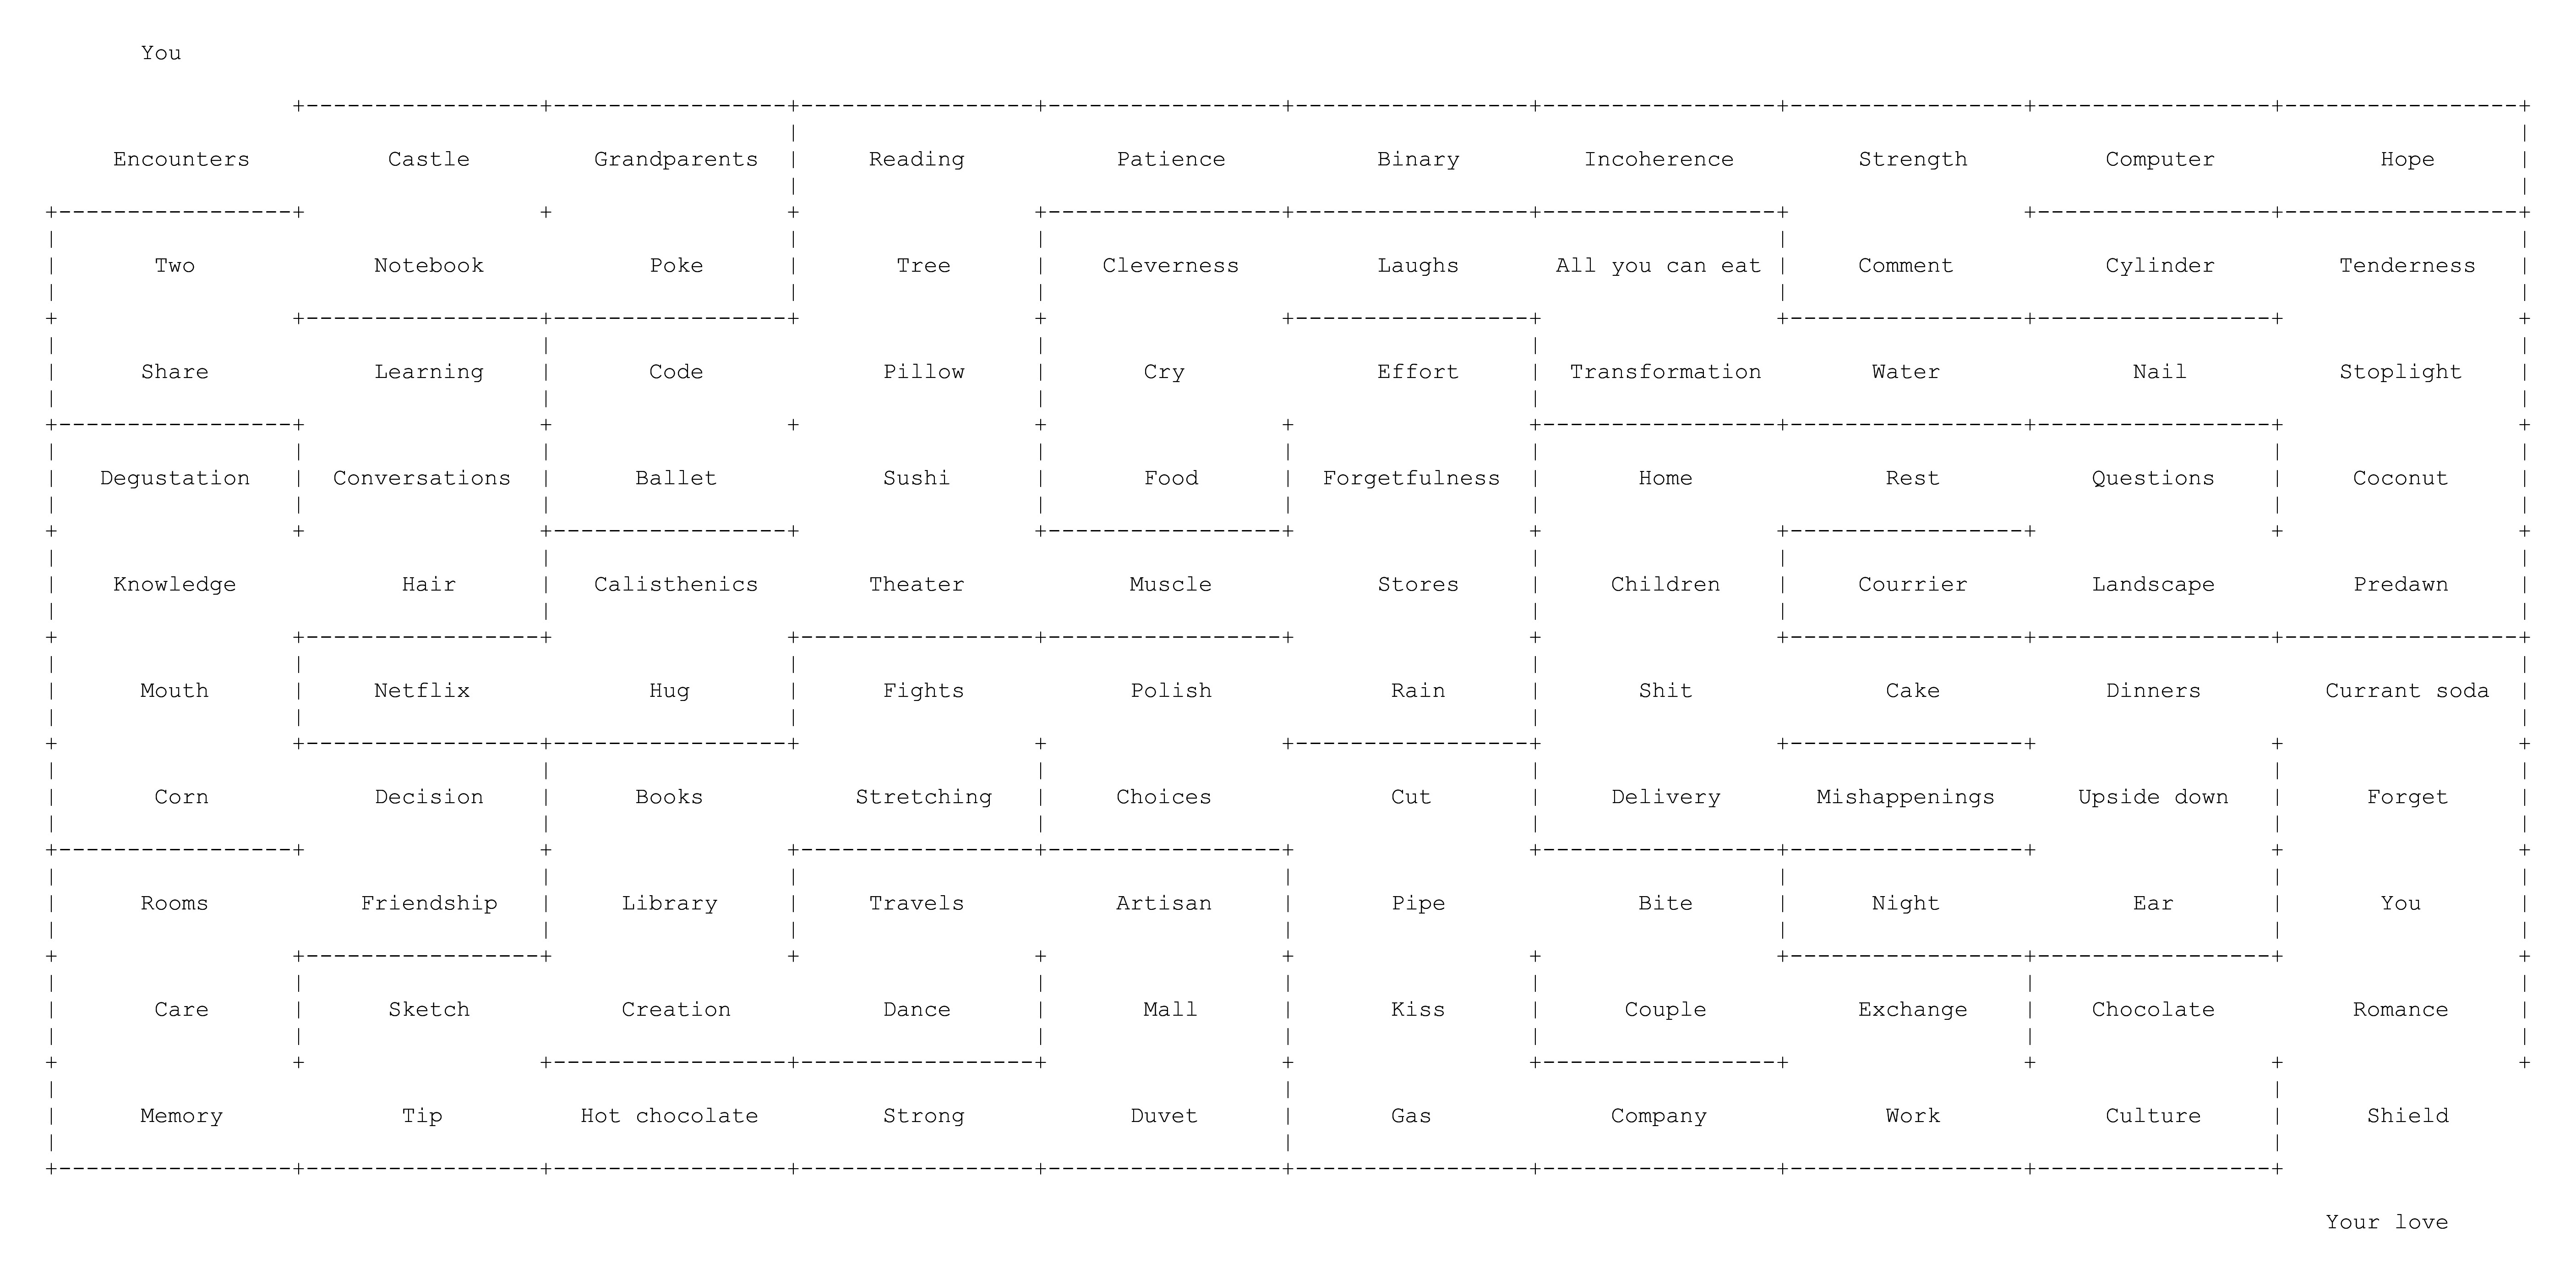 You
Encounters Castle Grandparents Reading Patience Binary Incoherence Strength Computer Hope
Two Notebook Poke Tree Cleverness Laughs All you can eat Comment Cylinder Tenderness
Share Learning Code Pillow Cry Effort Transformation Water Nail Stoplight
Degustation Conversations Ballet Sushi Food Forgetfulness Home Rest Questions Coconut
Knowledge Hair Calisthenics Theater Muscle Stores Children Courrier Landscape Predawn
Mouth Netflix Hug Fights Polish Rain Shit Cake Dinners Currant soda
Corn Decision Books Stretching Choices Cut Delivery Mishappenings Upside down Forget
Rooms Friendship Library Travels Artisan Pipe Bite Night Ear You
Care Sketch Creation Dance Mall Kiss Couple Exchange Chocolate Romance
Memory Tip Hot chocolate Strong Duvet Gas Company Work Culture Shield
Your love